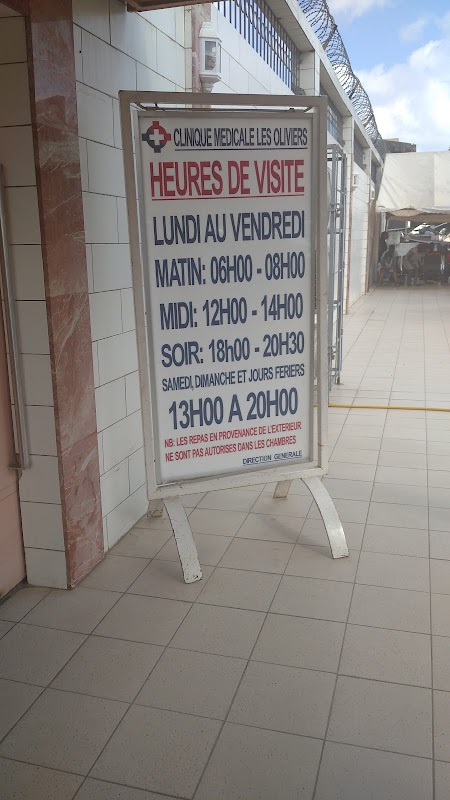 CLINIQUE MEDICALE LES OLIVIERS
HEURES DE VISITE
LUNDI AU VENDREDI
MATIN: 06H00 - 08H00
MIDI: 12H00 - 14H00
SOIR: 18h00 - 20H30
SAMEDI, DIMANCHE ET JOURS FERIERS
13H00 A 20H00
NB: LES REPAS EN PROVENANCE DE L'EXTERIEUR
NE SONT PAS AUTORISES DANS LES CHAMBRES
DIRECTION GENERALE